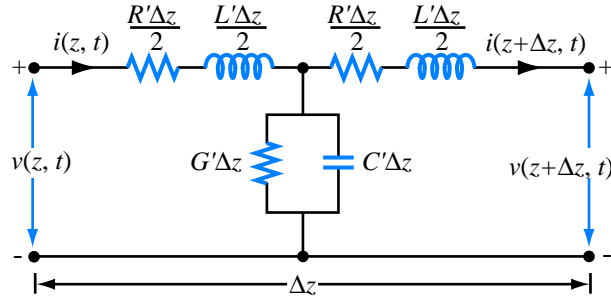 R'Δz/2 L'Δz/2 R'Δz/2 L'Δz/2
i(z, t) i(z+Δz, t)
+ +
G'Δz C'Δz
v(z, t) v(z+Δz, t)
- -
Δz